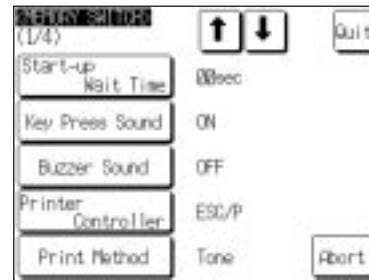 <MEMORY SWITCH>
(1/4)
↑ ↓ Quit
Start-up
Wait Time 00sec
Key Press Sound ON
Buzzer Sound OFF
Printer
Controller ESC/P
Print Method Tone Abort